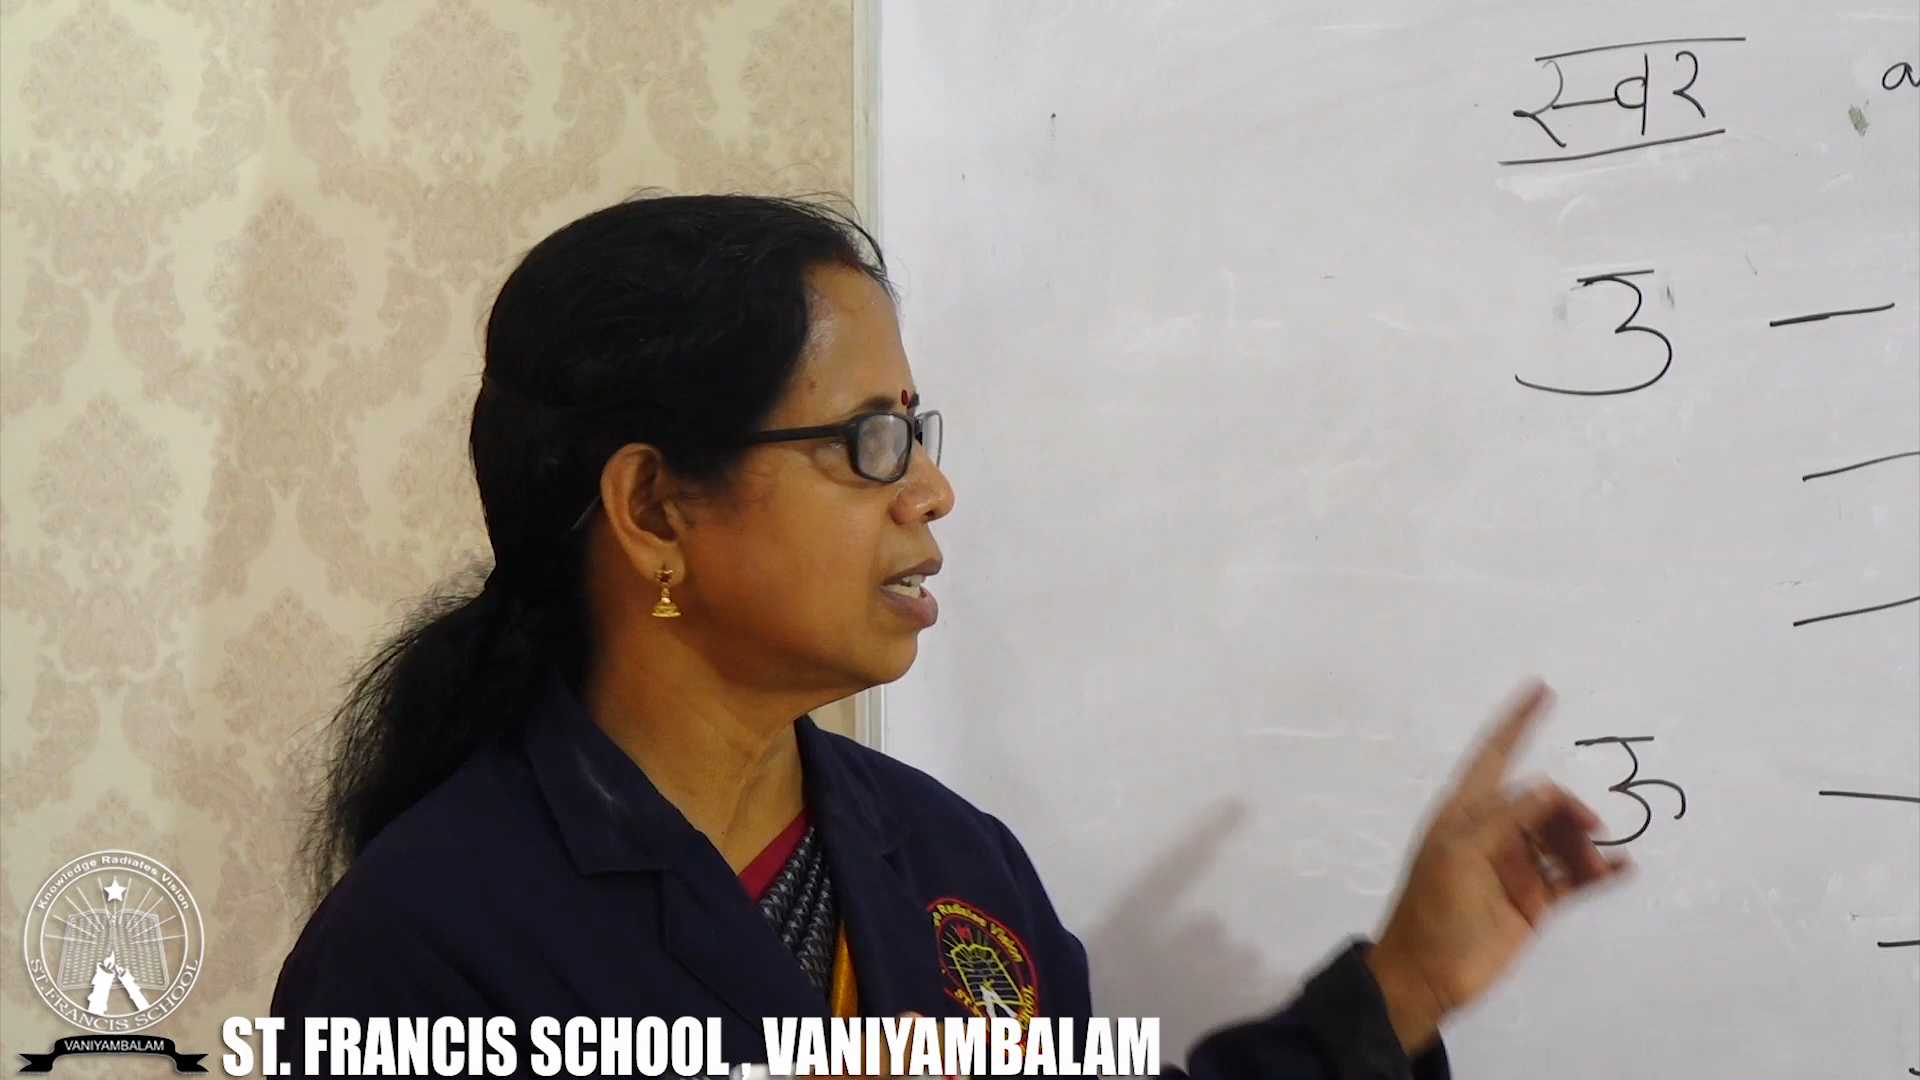 स्वर
उ –
ऊ –
Knowledge Radiates Vision
ST. FRANCIS SCHOOL
VANIYAMBALAM
ST. FRANCIS SCHOOL, VANIYAMBALAM